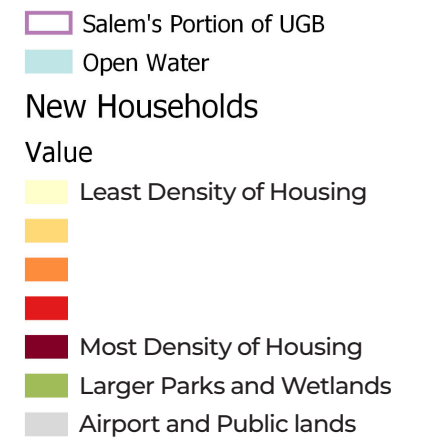 Salem's Portion of UGB
Open Water
New Households
Value
Least Density of Housing
Most Density of Housing
Larger Parks and Wetlands
Airport and Public lands